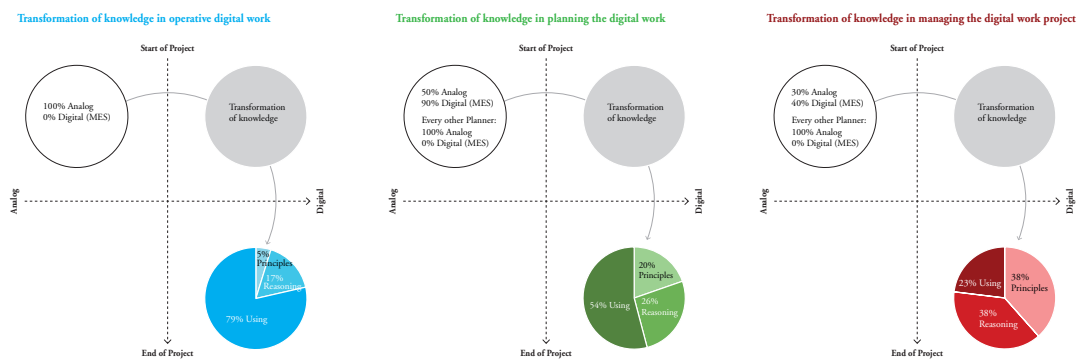 Transformation of knowledge in operative digital work
Start of Project
100% Analog
0% Digital (MES)
Transformation
of knowledge
Analog
Digital
5%
Principles
17%
Reasoning
79% Using
End of Project
Transformation of knowledge in planning the digital work
Start of Project
50% Analog
90% Digital (MES)
Every other Planner:
100% Analog
0% Digital (MES)
Transformation
of knowledge
Analog
Digital
20%
Principles
54% Using
26%
Reasoning
End of Project
Transformation of knowledge in managing the digital work project
Start of Project
30% Analog
40% Digital (MES)
Every other Planner:
100% Analog
0% Digital (MES)
Transformation
of knowledge
Analog
Digital
23% Using
38%
Principles
38%
Reasoning
End of Project